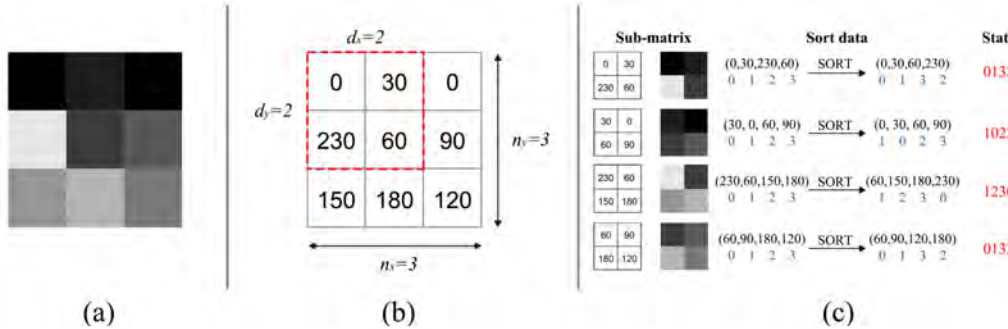 dx=2
dy=2
0 30 0
230 60 90
150 180 120
ny=3
nx=3
Sub-matrix Sort data Stat
0 30
230 60
(0,30,230,60) SORT (0,30,60,230)
0 1 2 3 0 1 3 2
0132
30 0
60 90
(30, 0, 60, 90) SORT (0, 30, 60, 90)
0 1 2 3 1 0 2 3
1023
230 60
150 180
(230,60,150,180) SORT (60,150,180,230)
0 1 2 3 1 2 3 0
1230
60 90
180 120
(60,90,180,120) SORT (60,90,120,180)
0 1 2 3 0 1 3 2
0132
(a) (b) (c)